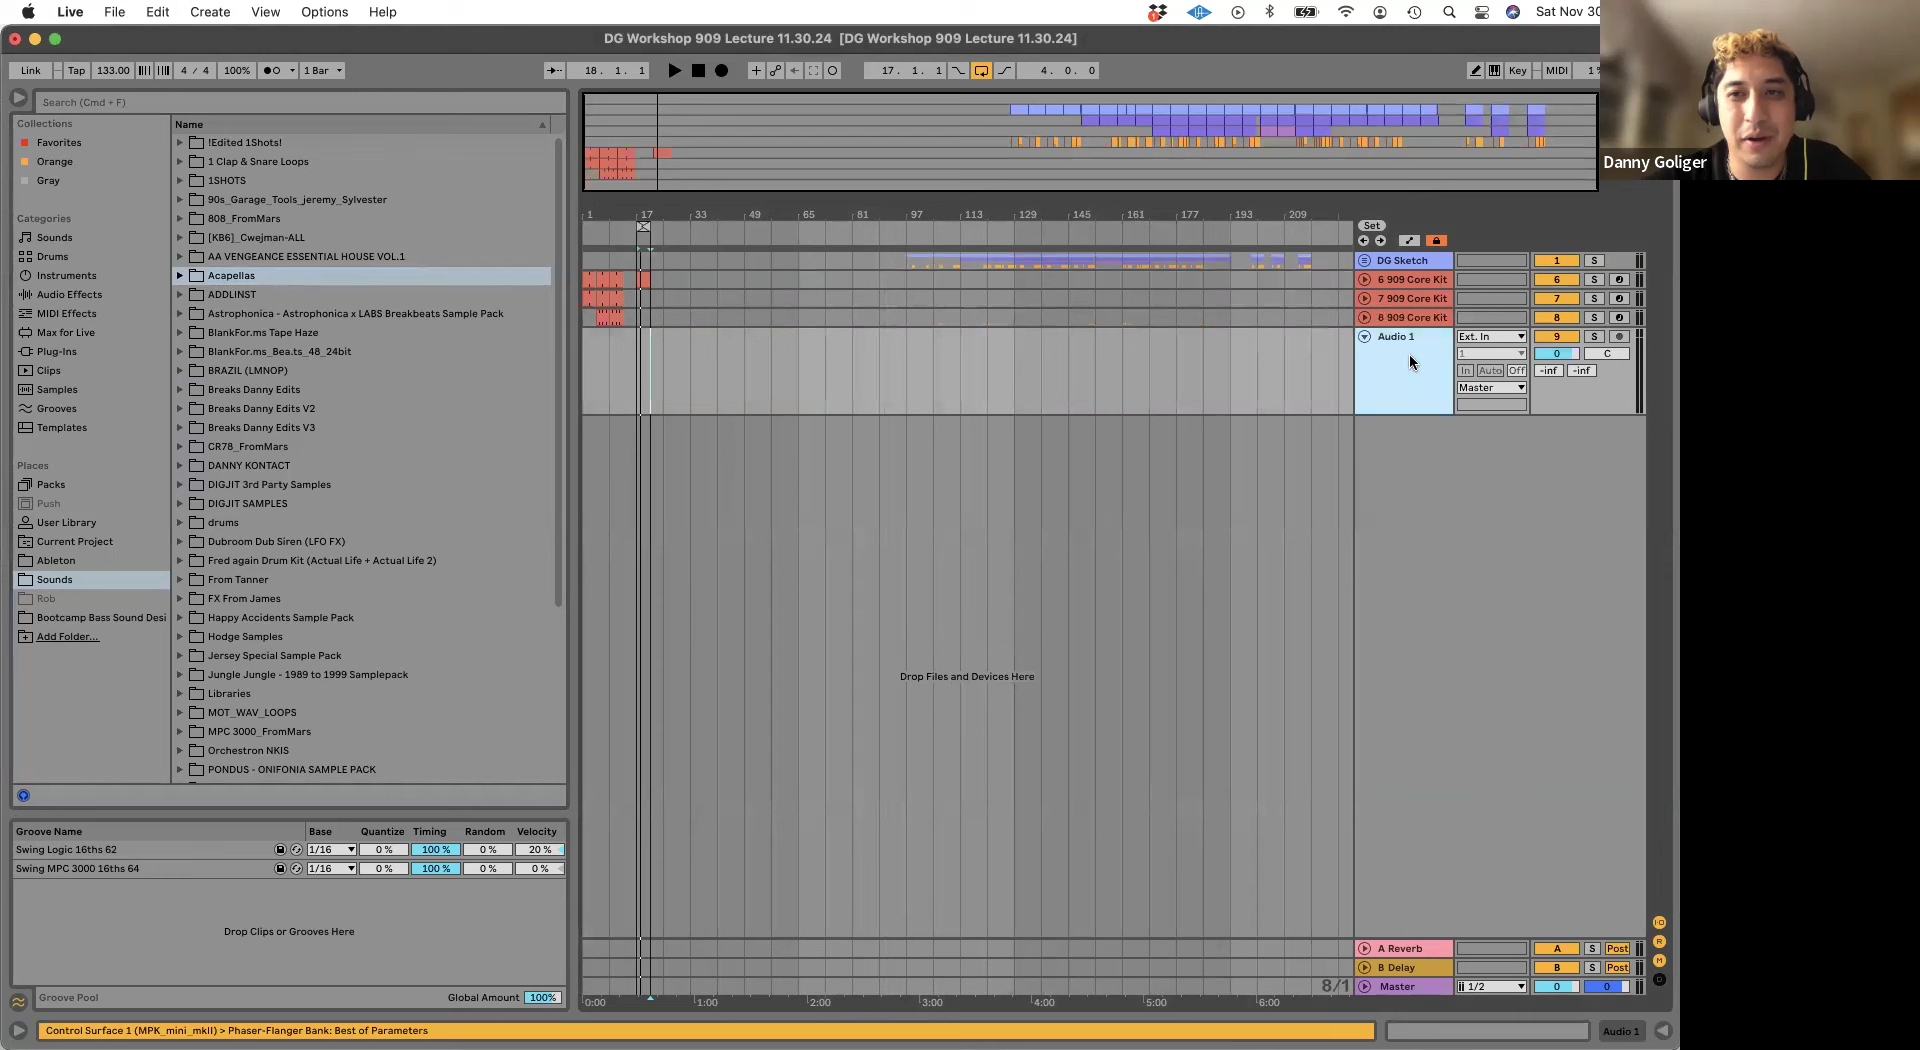 Live File Edit Create View Options Help Sat Nov 30
DG Workshop 909 Lecture 11.30.24 [DG Workshop 909 Lecture 11.30.24]
Link Tap 133.00 4 / 4 100% 1 Bar 18. 1. 1 17. 1. 1 4. 0. 0 Key MIDI 1%
Danny Goliger
Search (Cmd + F)
Collections
Favorites
Orange
Gray
Categories
Sounds
Drums
Instruments
Audio Effects
MIDI Effects
Max for Live
Plug-Ins
Clips
Samples
Grooves
Templates
Places
Packs
Push
User Library
Current Project
Ableton
Sounds
Rob
Bootcamp Bass Sound Desi
Add Folder...
Name
!Edited 1Shots!
1 Clap & Snare Loops
1SHOTS
90s_Garage_Tools_jeremy_Sylvester
808_FromMars
[KB6]_Cwejman-ALL
AA VENGEANCE ESSENTIAL HOUSE VOL.1
Acapellas
ADDLINST
Astrophonica - Astrophonica x LABS Breakbeats Sample Pack
BlankFor.ms Tape Haze
BlankFor.ms_Bea.ts_48_24bit
BRAZIL (LMNOP)
Breaks Danny Edits
Breaks Danny Edits V2
Breaks Danny Edits V3
CR78_FromMars
DANNY KONTACT
DIGJIT 3rd Party Samples
DIGJIT SAMPLES
drums
Dubroom Dub Siren (LFO FX)
Fred again Drum Kit (Actual Life + Actual Life 2)
From Tanner
FX From James
Happy Accidents Sample Pack
Hodge Samples
Jersey Special Sample Pack
Jungle Jungle - 1989 to 1999 Samplepack
Libraries
MOT_WAV_LOOPS
MPC 3000_FromMars
Orchestron NKIS
PONDUS - ONIFONIA SAMPLE PACK
1 17 33 49 65 81 97 113 129 145 161 177 193 209
Set
DG Sketch 1 S
6 909 Core Kit 6 S
7 909 Core Kit 7 S
8 909 Core Kit 8 S
Audio 1 Ext. In 9 S
1 0 C
In Auto Off -inf -inf
Master
Drop Files and Devices Here
A Reverb A S Post
B Delay B S Post
Master 1/2 0 0
8/1
0:00 1:00 2:00 3:00 4:00 5:00 6:00
Groove Name Base Quantize Timing Random Velocity
Swing Logic 16ths 62 1/16 0 % 100 % 0 % 20 %
Swing MPC 3000 16ths 64 1/16 0 % 100 % 0 % 0 %
Drop Clips or Grooves Here
Groove Pool Global Amount 100%
Control Surface 1 (MPK_mini_mkII) > Phaser-Flanger Bank: Best of Parameters
Audio 1